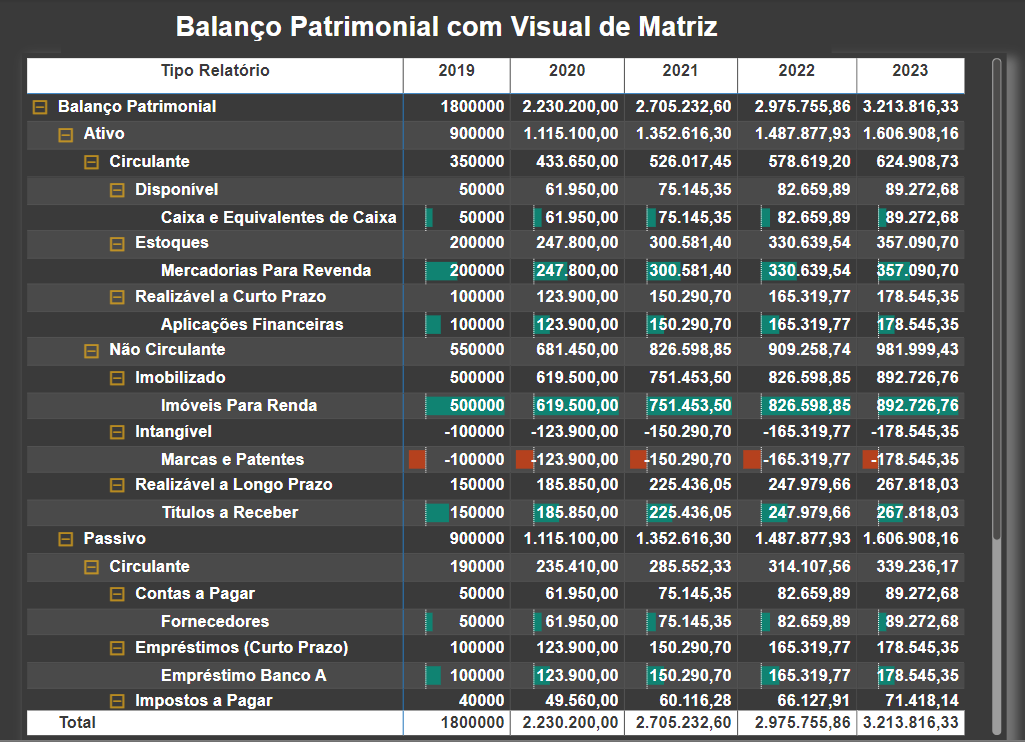 Balanço Patrimonial com Visual de Matriz
Tipo Relatório 2019 2020 2021 2022 2023
Balanço Patrimonial 1800000 2.230.200,00 2.705.232,60 2.975.755,86 3.213.816,33
Ativo 900000 1.115.100,00 1.352.616,30 1.487.877,93 1.606.908,16
Circulante 350000 433.650,00 526.017,45 578.619,20 624.908,73
Disponível 50000 61.950,00 75.145,35 82.659,89 89.272,68
Caixa e Equivalentes de Caixa 50000 61.950,00 75.145,35 82.659,89 89.272,68
Estoques 200000 247.800,00 300.581,40 330.639,54 357.090,70
Mercadorias Para Revenda 200000 247.800,00 300.581,40 330.639,54 357.090,70
Realizável a Curto Prazo 100000 123.900,00 150.290,70 165.319,77 178.545,35
Aplicações Financeiras 100000 123.900,00 150.290,70 165.319,77 178.545,35
Não Circulante 550000 681.450,00 826.598,85 909.258,74 981.999,43
Imobilizado 500000 619.500,00 751.453,50 826.598,85 892.726,76
Imóveis Para Renda 500000 619.500,00 751.453,50 826.598,85 892.726,76
Intangível -100000 -123.900,00 -150.290,70 -165.319,77 -178.545,35
Marcas e Patentes -100000 -123.900,00 -150.290,70 -165.319,77 -178.545,35
Realizável a Longo Prazo 150000 185.850,00 225.436,05 247.979,66 267.818,03
Títulos a Receber 150000 185.850,00 225.436,05 247.979,66 267.818,03
Passivo 900000 1.115.100,00 1.352.616,30 1.487.877,93 1.606.908,16
Circulante 190000 235.410,00 285.552,33 314.107,56 339.236,17
Contas a Pagar 50000 61.950,00 75.145,35 82.659,89 89.272,68
Fornecedores 50000 61.950,00 75.145,35 82.659,89 89.272,68
Empréstimos (Curto Prazo) 100000 123.900,00 150.290,70 165.319,77 178.545,35
Empréstimo Banco A 100000 123.900,00 150.290,70 165.319,77 178.545,35
Impostos a Pagar 40000 49.560,00 60.116,28 66.127,91 71.418,14
Total 1800000 2.230.200,00 2.705.232,60 2.975.755,86 3.213.816,33